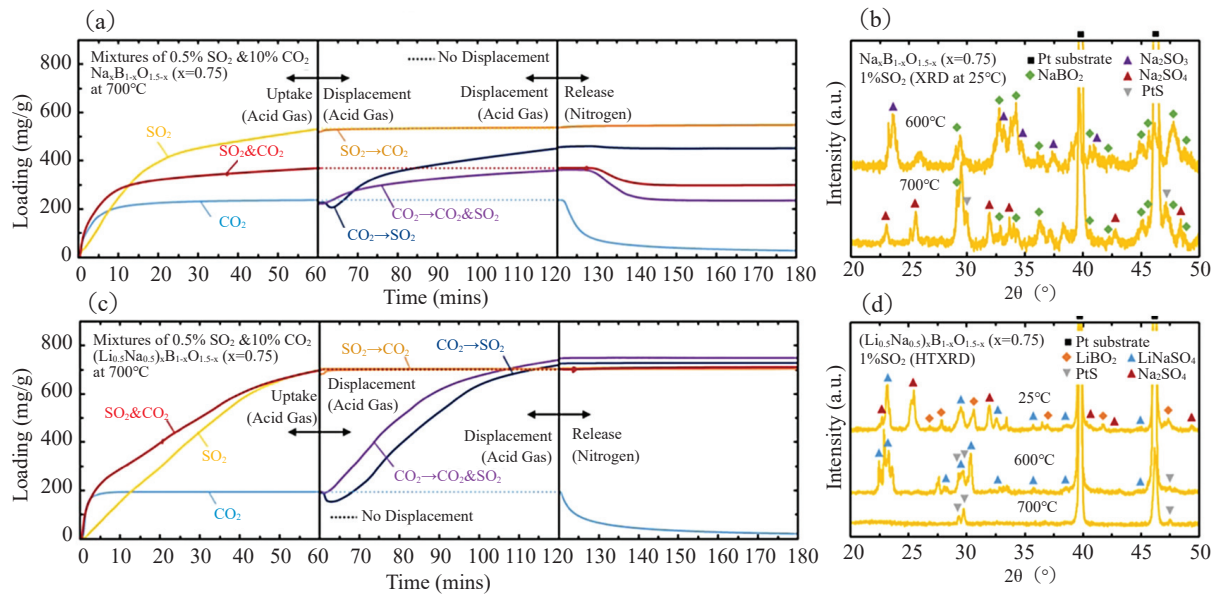 (a)
Mixtures of 0.5% SO₂ &10% CO₂
NaₓB₁₋ₓO₁.₅₋ₓ (x=0.75)
at 700℃
No Displacement
Uptake
(Acid Gas)
Displacement
(Acid Gas)
Displacement
(Acid Gas)
Release
(Nitrogen)
SO₂
SO₂&CO₂
CO₂
SO₂→CO₂
CO₂→CO₂&SO₂
CO₂→SO₂
Loading (mg/g)
800
600
400
200
0
0 10 20 30 40 50 60 70 80 90 100 110 120 130 140 150 160 170 180
Time (mins)
(b)
NaₓB₁₋ₓO₁.₅₋ₓ (x=0.75)
1%SO₂ (XRD at 25℃)
Pt substrate
NaBO₂
Na₂SO₃
Na₂SO₄
PtS
600℃
700℃
Intensity (a.u.)
20 25 30 35 40 45 50
2θ (°)
(c)
Mixtures of 0.5% SO₂ &10% CO₂
(Li₀.₅Na₀.₅)ₓB₁₋ₓO₁.₅₋ₓ (x=0.75)
at 700℃
SO₂→CO₂
CO₂→SO₂
Uptake
(Acid Gas)
Displacement
(Acid Gas)
Displacement
(Acid Gas)
Release
(Nitrogen)
SO₂&CO₂
SO₂
CO₂→CO₂&SO₂
CO₂
No Displacement
Loading (mg/g)
800
600
400
200
0
0 10 20 30 40 50 60 70 80 90 100 110 120 130 140 150 160 170 180
Time (mins)
(d)
(Li₀.₅Na₀.₅)ₓB₁₋ₓO₁.₅₋ₓ (x=0.75)
1%SO₂ (HTXRD)
Pt substrate
LiBO₂
LiNaSO₄
PtS
Na₂SO₄
25℃
600℃
700℃
Intensity (a.u.)
20 25 30 35 40 45 50
2θ (°)